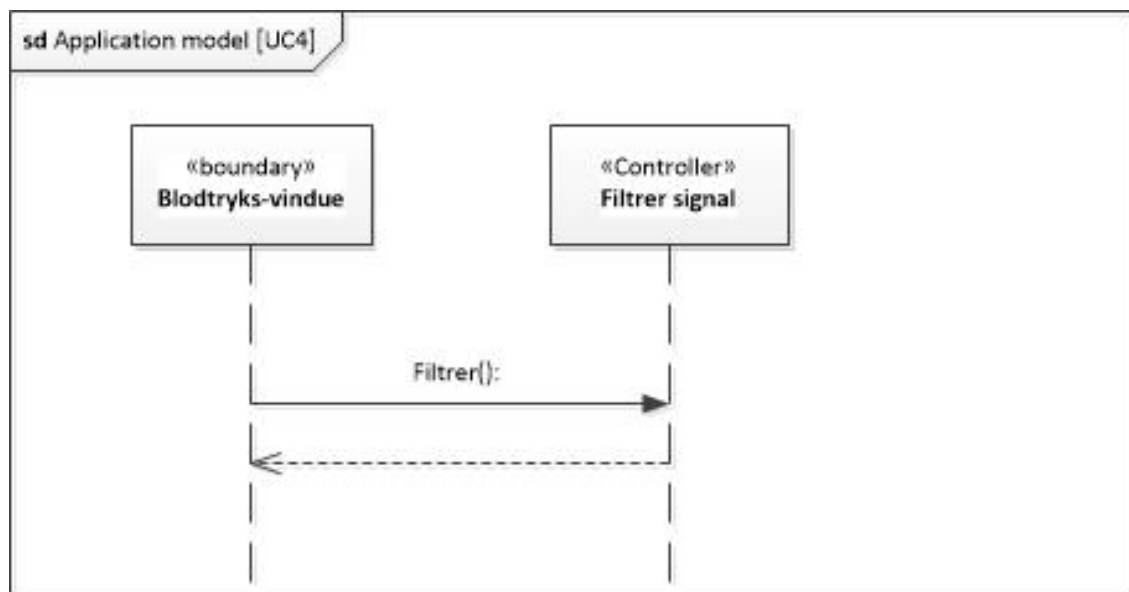 sd Application model [UC4]
«boundary»
Blodtryks-vindue
«Controller»
Filtrer signal
Filtrer():